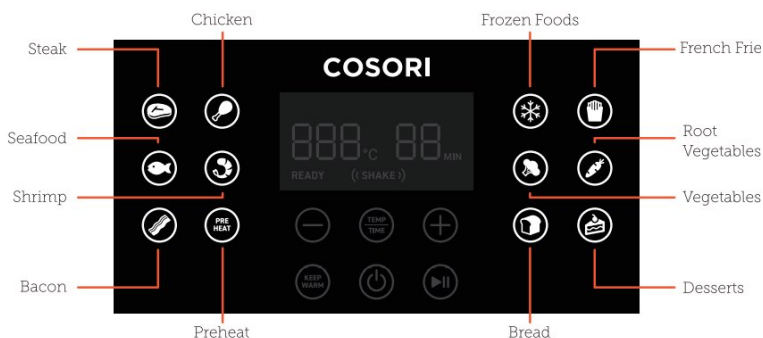 Chicken
Frozen Foods
Steak
French Frie
COSORI
Seafood
Root
Vegetables
888 °C 88 MIN
READY (( SHAKE ))
Shrimp
Vegetables
TEMP
TIME
PRE
HEAT
KEEP
WARM
Bacon
Desserts
Preheat
Bread